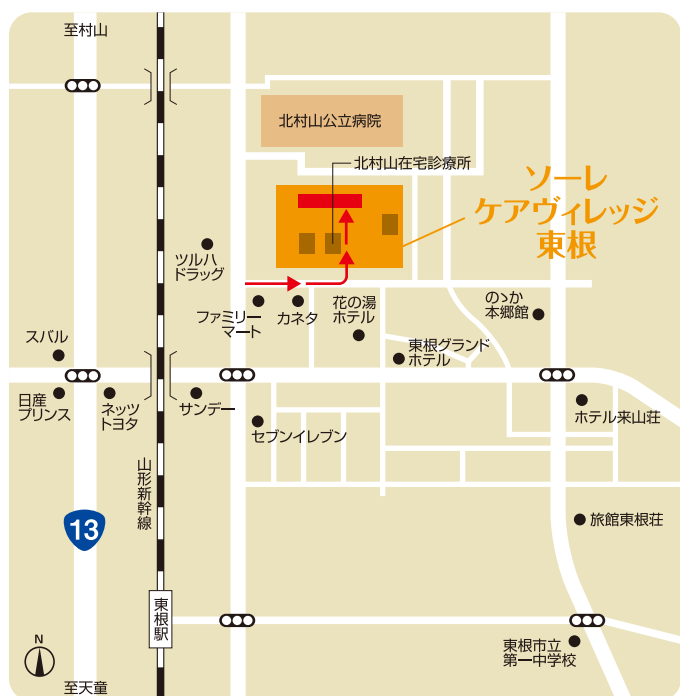 至村山
北村山公立病院
北村山在宅診療所
ソーレ
ケアヴィレッジ
東根
ツルハ
ドラッグ
ファミリー
マート
カネタ
花の湯
ホテル
のゝか
本郷館
スバル
東根グランド
ホテル
日産
プリンス
ネッツ
トヨタ
サンデー
ホテル来山荘
セブンイレブン
山形新幹線
13
旅館東根荘
東根駅
東根市立
第一中学校
N
至天童